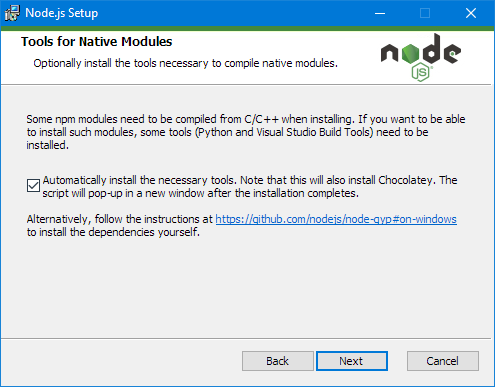 Node.js Setup
Tools for Native Modules
Optionally install the tools necessary to compile native modules.
node
JS
Some npm modules need to be compiled from C/C++ when installing. If you want to be able
to install such modules, some tools (Python and Visual Studio Build Tools) need to be
installed.
Automatically install the necessary tools. Note that this will also install Chocolatey. The
script will pop-up in a new window after the installation completes.
Alternatively, follow the instructions at https://github.com/nodejs/node-gyp#on-windows
to install the dependencies yourself.
Back
Next
Cancel